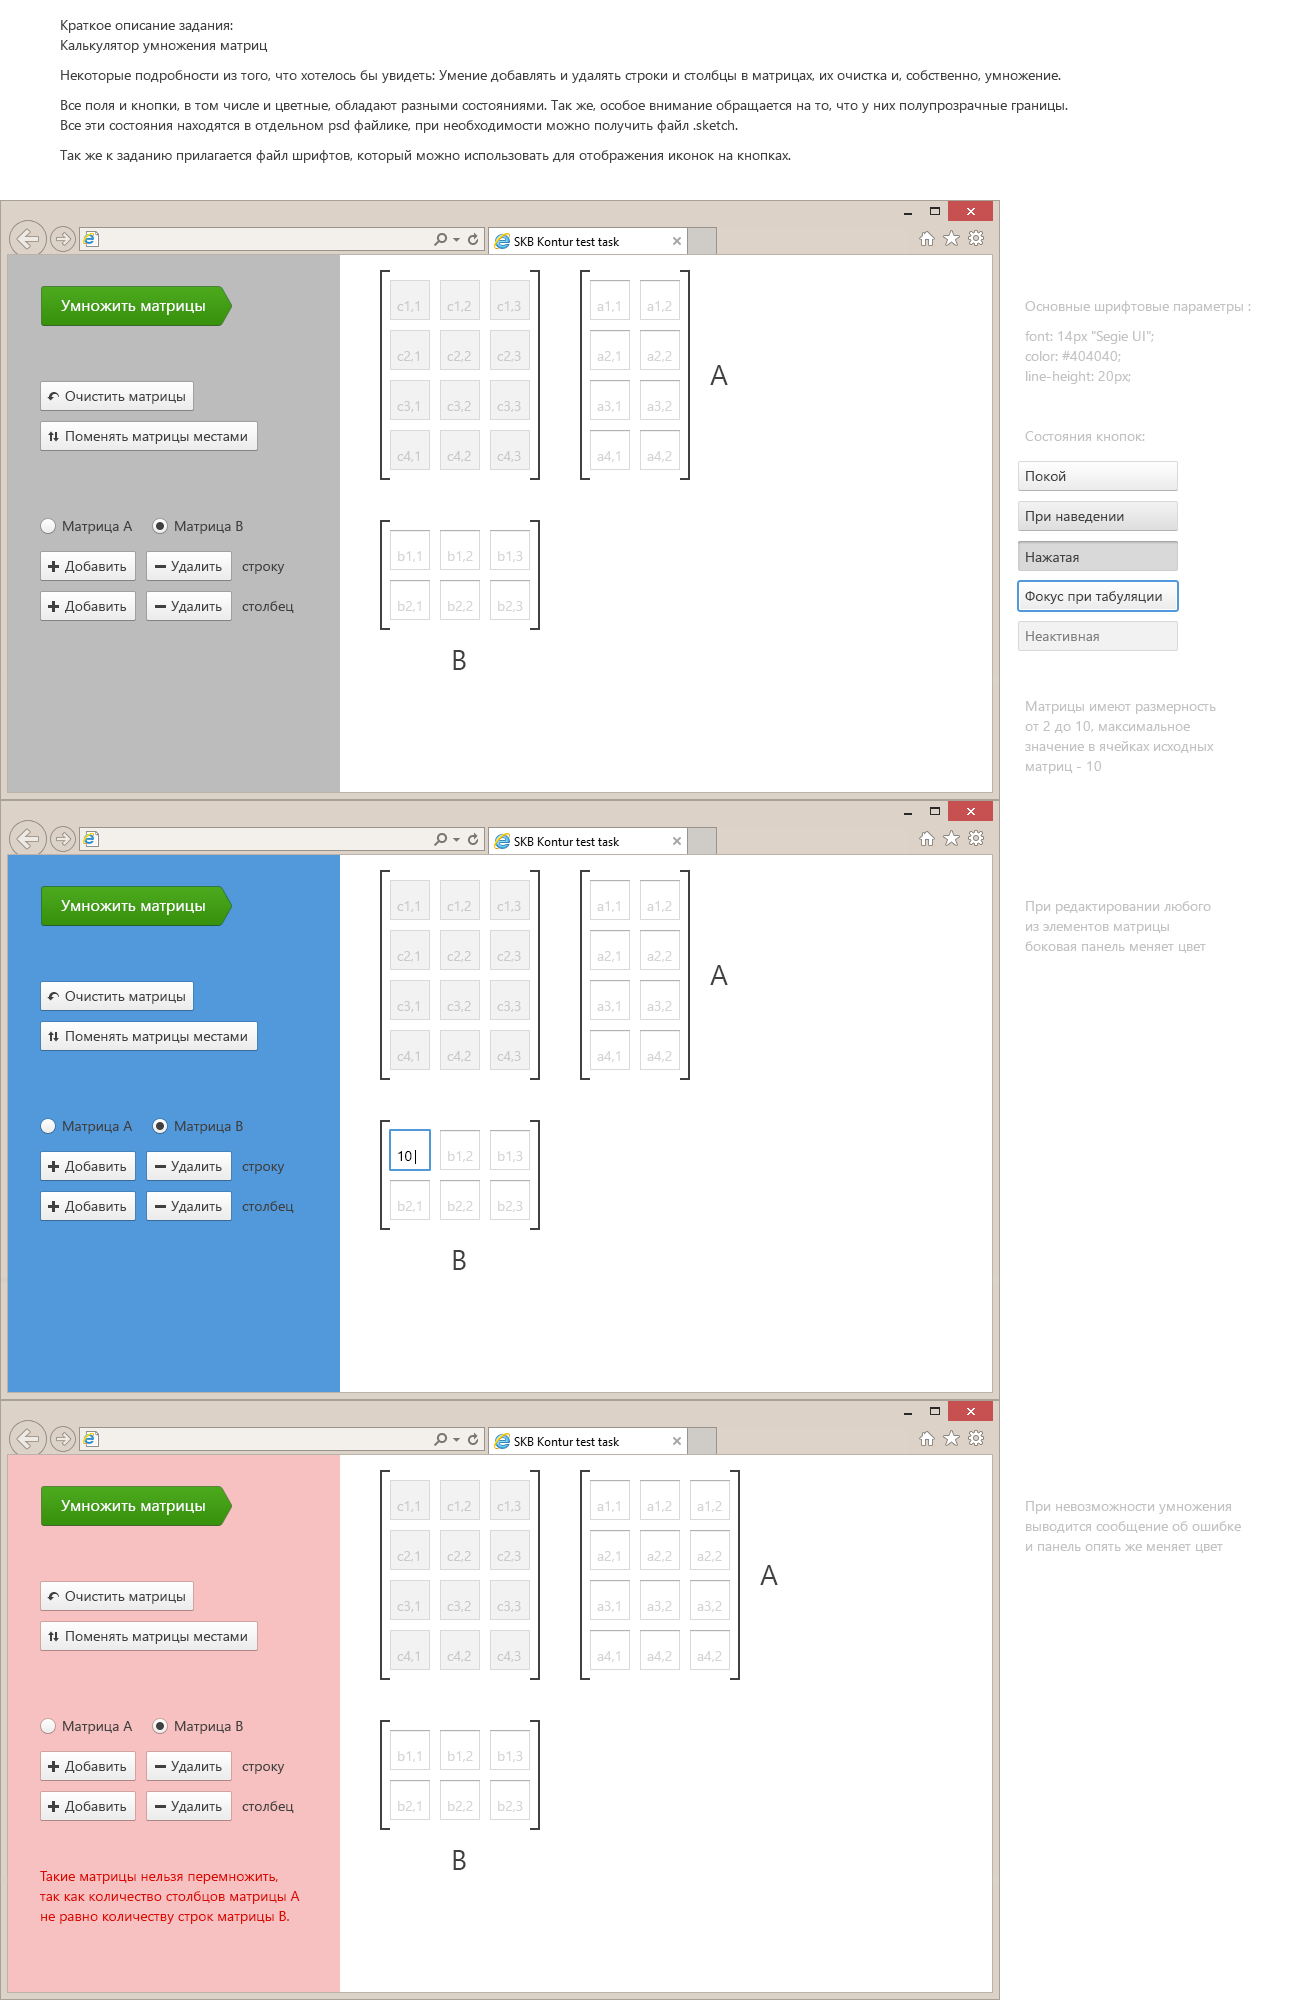 Краткое описание задания:
Калькулятор умножения матриц
Некоторые подробности из того, что хотелось бы увидеть: Умение добавлять и удалять строки и столбцы в матрицах, их очистка и, собственно, умножение.
Все поля и кнопки, в том числе и цветные, обладают разными состояниями. Так же, особое внимание обращается на то, что у них полупрозрачные границы.
Все эти состояния находятся в отдельном psd файлике, при необходимости можно получить файл .sketch.
Так же к заданию прилагается файл шрифтов, который можно использовать для отображения иконок на кнопках.
SKB Kontur test task
Умножить матрицы
Очистить матрицы
Поменять матрицы местами
Матрица А Матрица В
Добавить Удалить строку
Добавить Удалить столбец
c1,1 c1,2 c1,3 a1,1 a1,2
c2,1 c2,2 c2,3 a2,1 a2,2
c3,1 c3,2 c3,3 a3,1 a3,2
c4,1 c4,2 c4,3 a4,1 a4,2
A
b1,1 b1,2 b1,3
b2,1 b2,2 b2,3
B
Основные шрифтовые параметры :
font: 14px "Segie UI";
color: #404040;
line-height: 20px;
Состояния кнопок:
Покой
При наведении
Нажатая
Фокус при табуляции
Неактивная
Матрицы имеют размерность
от 2 до 10, максимальное
значение в ячейках исходных
матриц - 10
SKB Kontur test task
Умножить матрицы
Очистить матрицы
Поменять матрицы местами
Матрица А Матрица В
Добавить Удалить строку
Добавить Удалить столбец
c1,1 c1,2 c1,3 a1,1 a1,2
c2,1 c2,2 c2,3 a2,1 a2,2
c3,1 c3,2 c3,3 a3,1 a3,2
c4,1 c4,2 c4,3 a4,1 a4,2
A
10 b1,2 b1,3
b2,1 b2,2 b2,3
B
При редактировании любого
из элементов матрицы
боковая панель меняет цвет
SKB Kontur test task
Умножить матрицы
Очистить матрицы
Поменять матрицы местами
Матрица А Матрица В
Добавить Удалить строку
Добавить Удалить столбец
Такие матрицы нельзя перемножить,
так как количество столбцов матрицы А
не равно количеству строк матрицы В.
c1,1 c1,2 c1,3 a1,1 a1,2 a1,2
c2,1 c2,2 c2,3 a2,1 a2,2 a2,2
c3,1 c3,2 c3,3 a3,1 a3,2 a3,2
c4,1 c4,2 c4,3 a4,1 a4,2 a4,2
A
b1,1 b1,2 b1,3
b2,1 b2,2 b2,3
B
При невозможности умножения
выводится сообщение об ошибке
и панель опять же меняет цвет